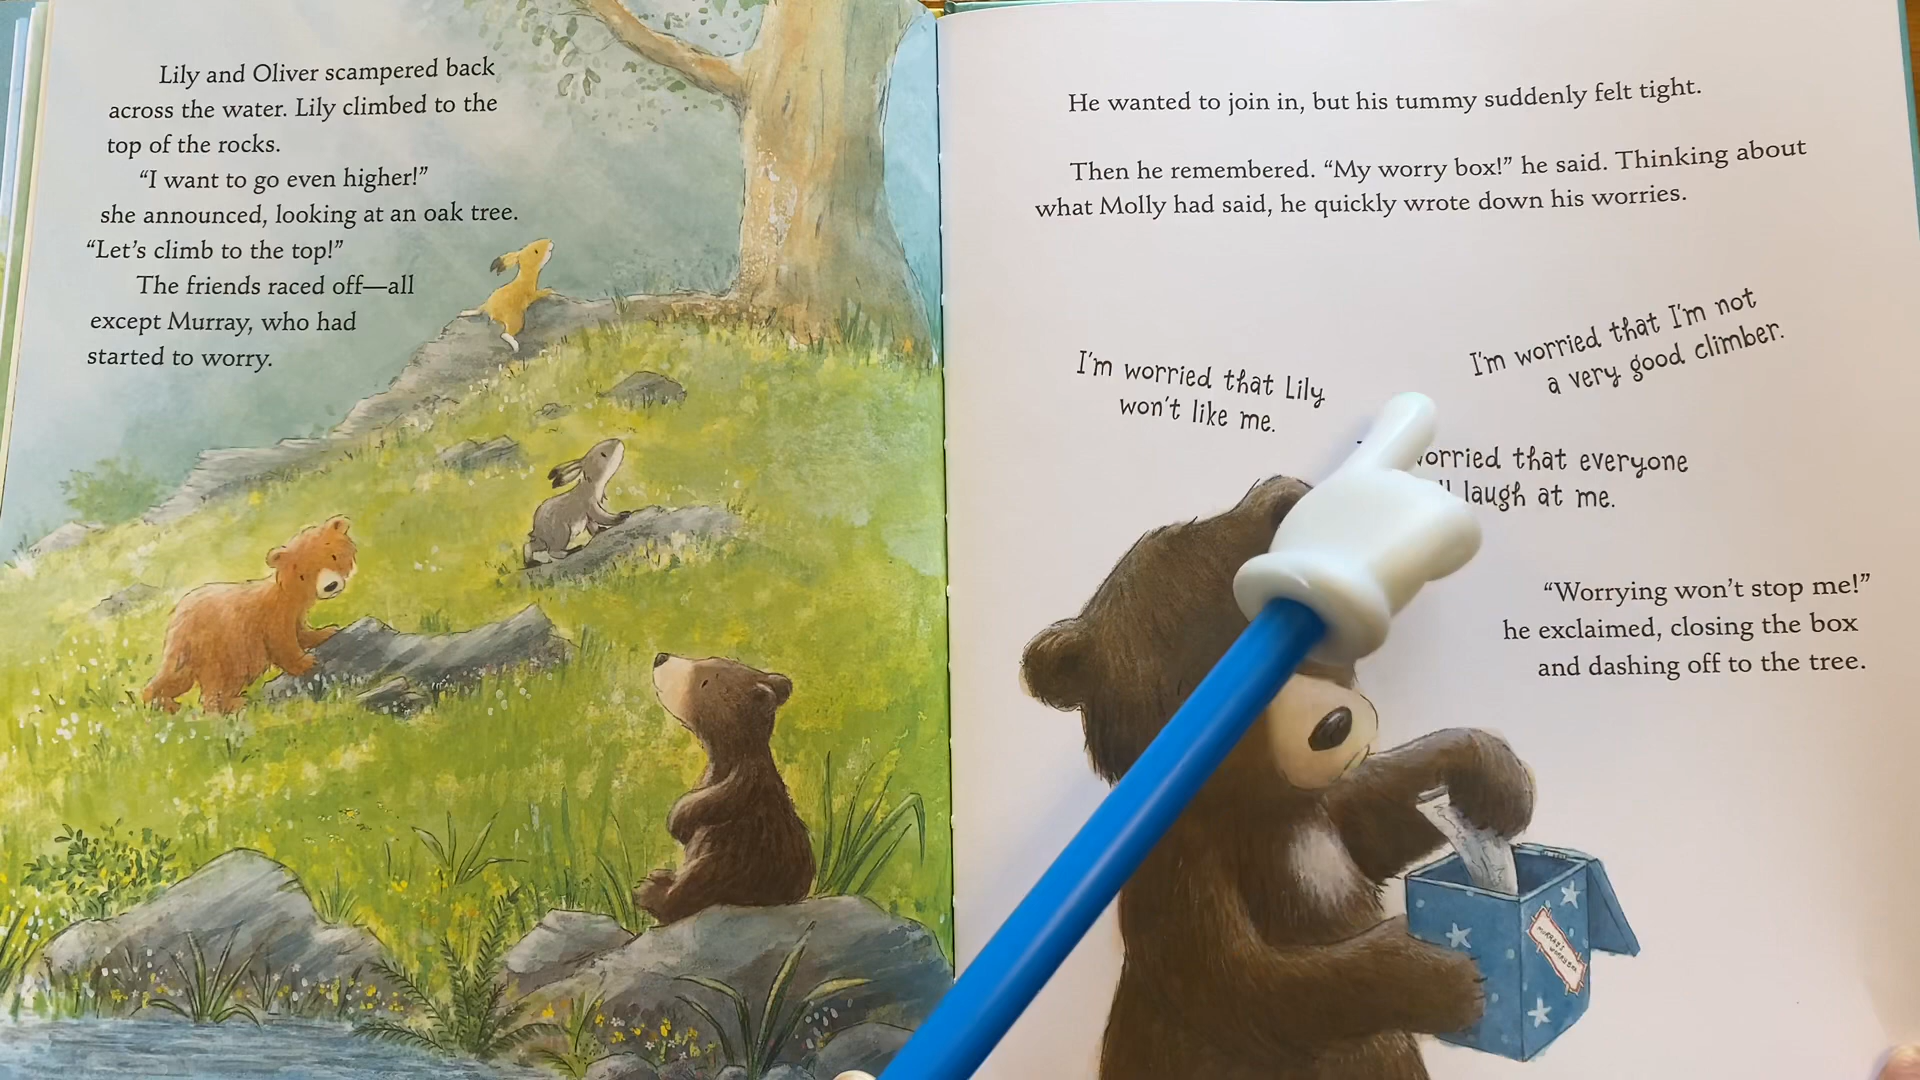 Lily and Oliver scampered back
across the water. Lily climbed to the
top of the rocks.
“I want to go even higher!”
she announced, looking at an oak tree.
“Let’s climb to the top!”
The friends raced off—all
except Murray, who had
started to worry.
He wanted to join in, but his tummy suddenly felt tight.
Then he remembered. “My worry box!” he said. Thinking about
what Molly had said, he quickly wrote down his worries.
I'm worried that Lily
won't like me.
I'm worried that I'm not
a very good climber.
that everyone
laugh at me.
“Worrying won’t stop me!”
he exclaimed, closing the box
and dashing off to the tree.
MURRAY'S
WORRY BOX